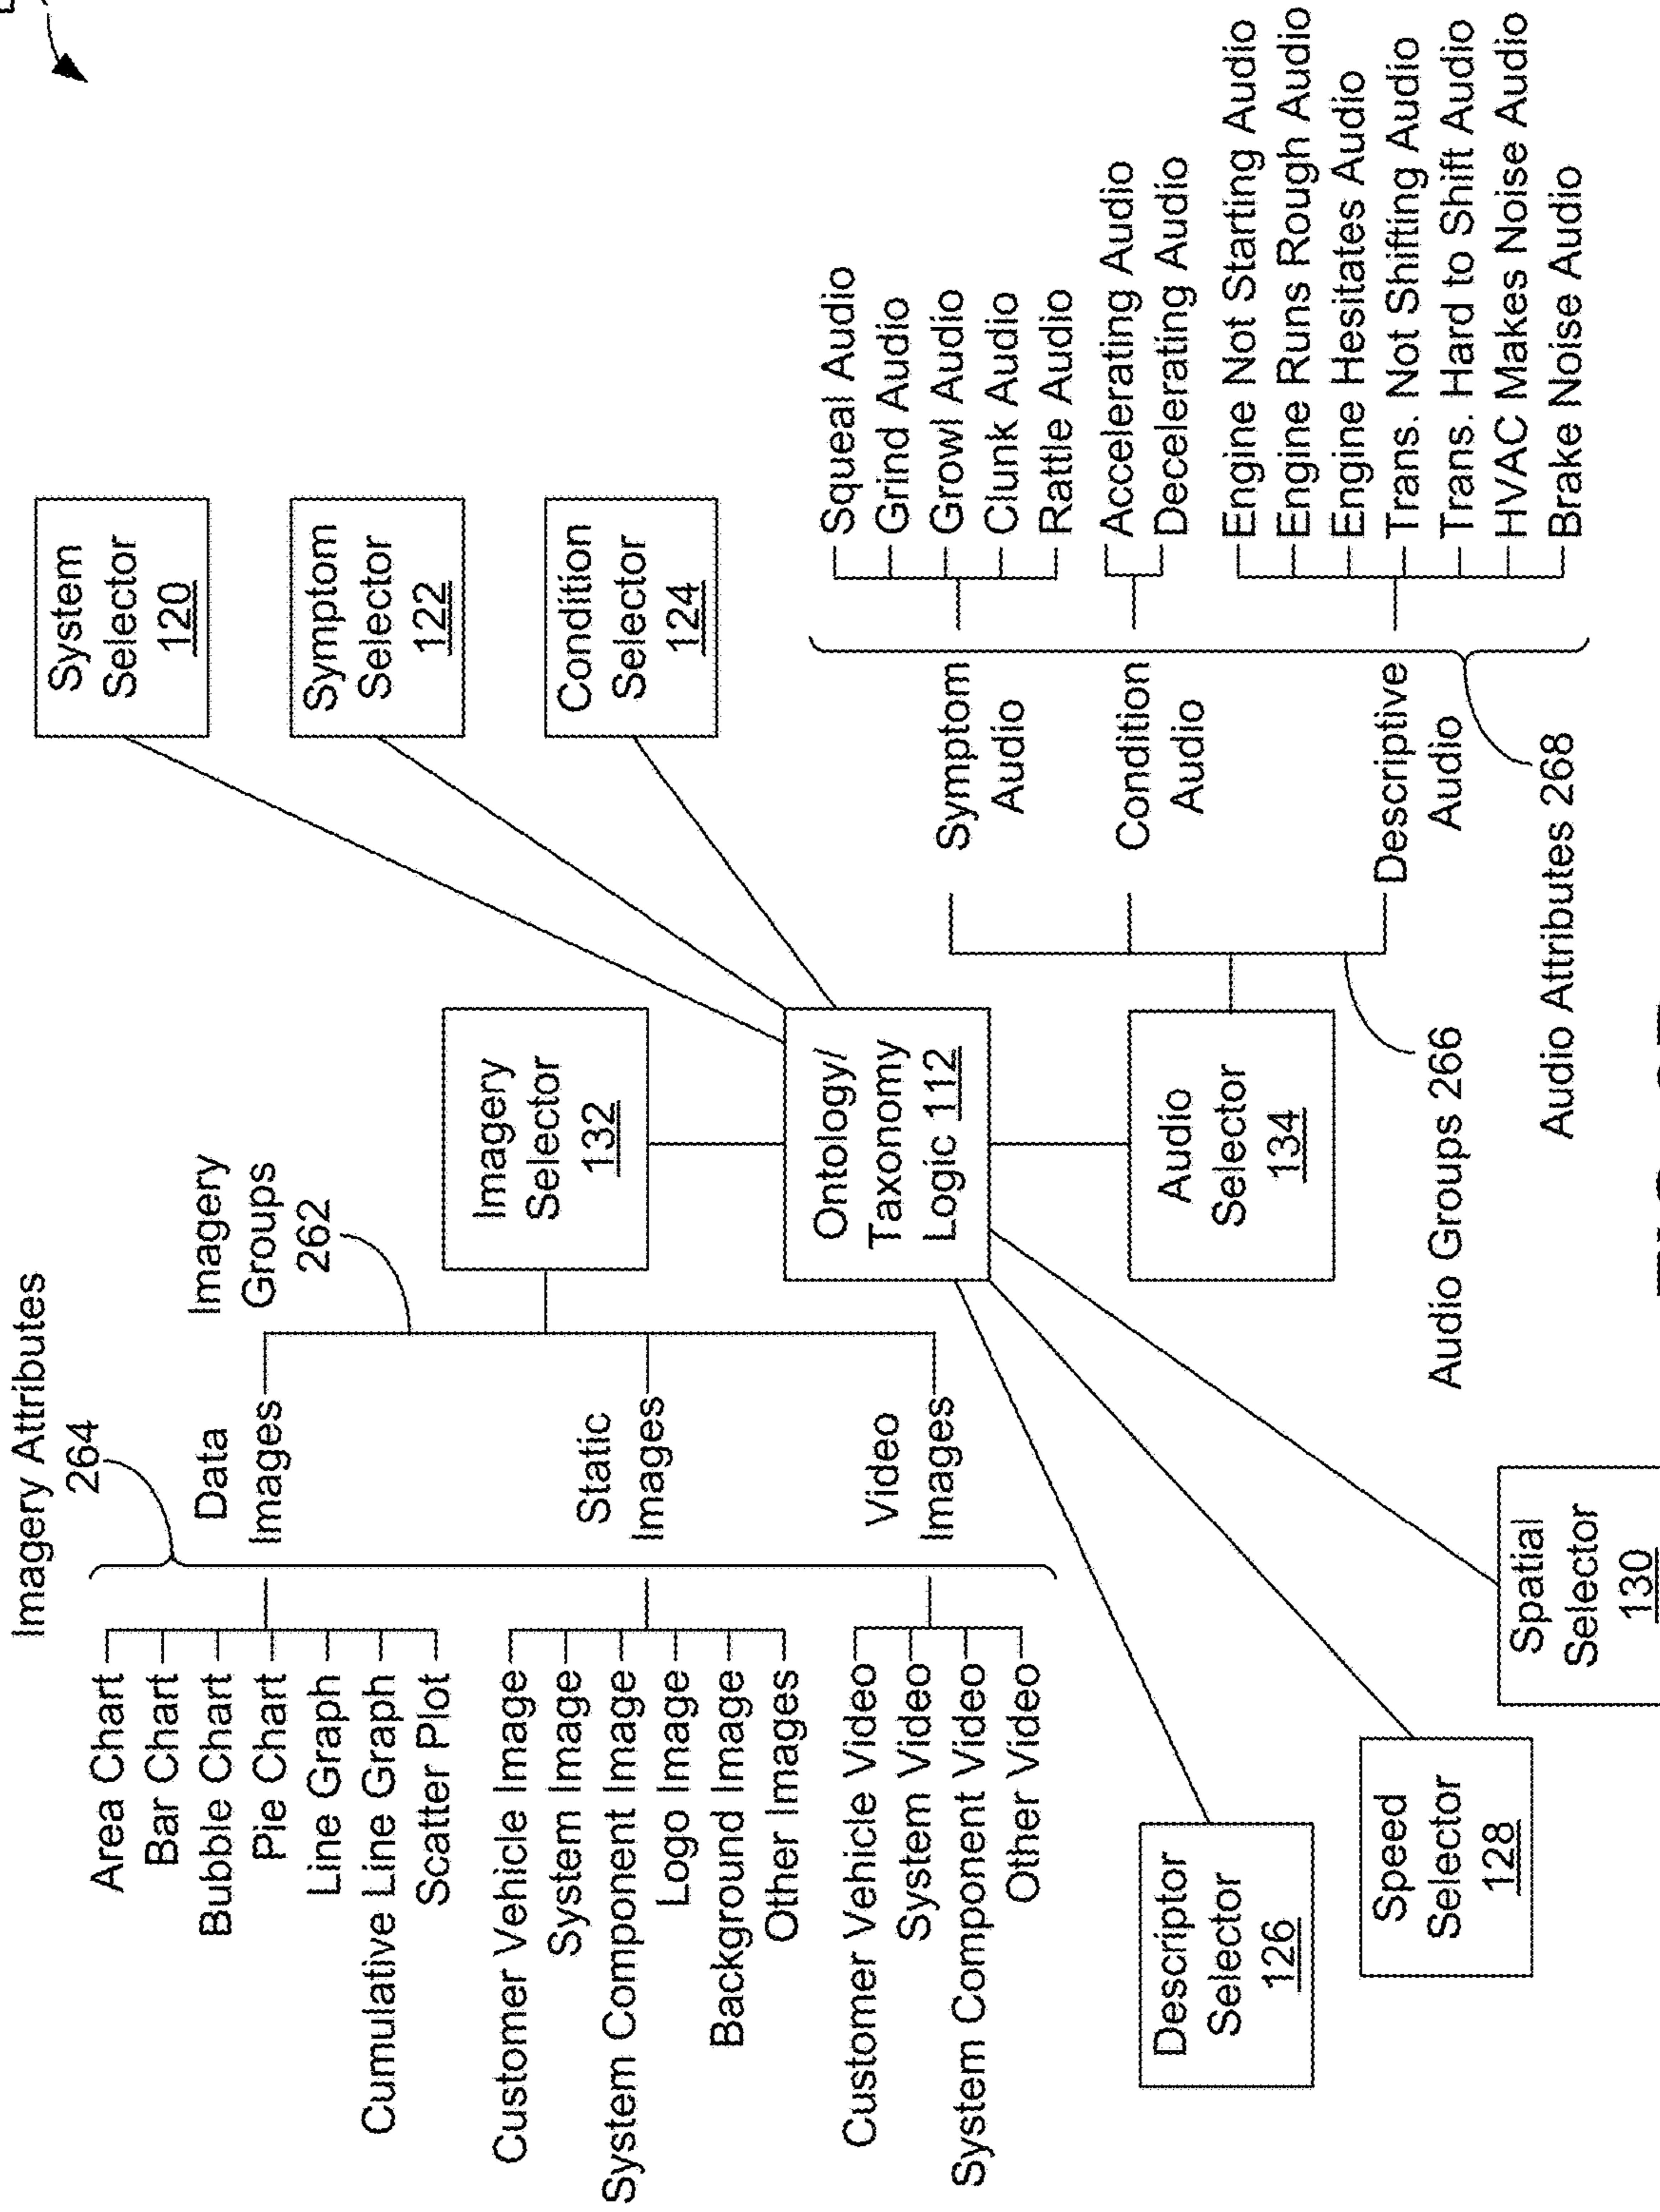 Imagery Attributes
264
Area Chart
Bar Chart
Bubble Chart
Pie Chart
Line Graph
Cumulative Line Graph
Scatter Plot
Customer Vehicle Image
System Image
System Component Image
Logo Image
Background Image
Other Images
Customer Vehicle Video
System Video
System Component Video
Other Video
Data
Images
Static
Images
Video
Images
Imagery
Groups
262
Imagery
Selector
132
Ontology/
Taxonomy
Logic 112
Audio
Selector
134
System
Selector
120
Symptom
Selector
122
Condition
Selector
124
Descriptor
Selector
126
Speed
Selector
128
Spatial
Selector
130
Audio Groups 266
Symptom
Audio
Condition
Audio
Descriptive
Audio
Audio Attributes 268
Squeal Audio
Grind Audio
Growl Audio
Clunk Audio
Rattle Audio
Accelerating Audio
Decelerating Audio
Engine Not Starting Audio
Engine Runs Rough Audio
Engine Hesitates Audio
Trans. Not Shifting Audio
Trans. Hard to Shift Audio
HVAC Makes Noise Audio
Brake Noise Audio